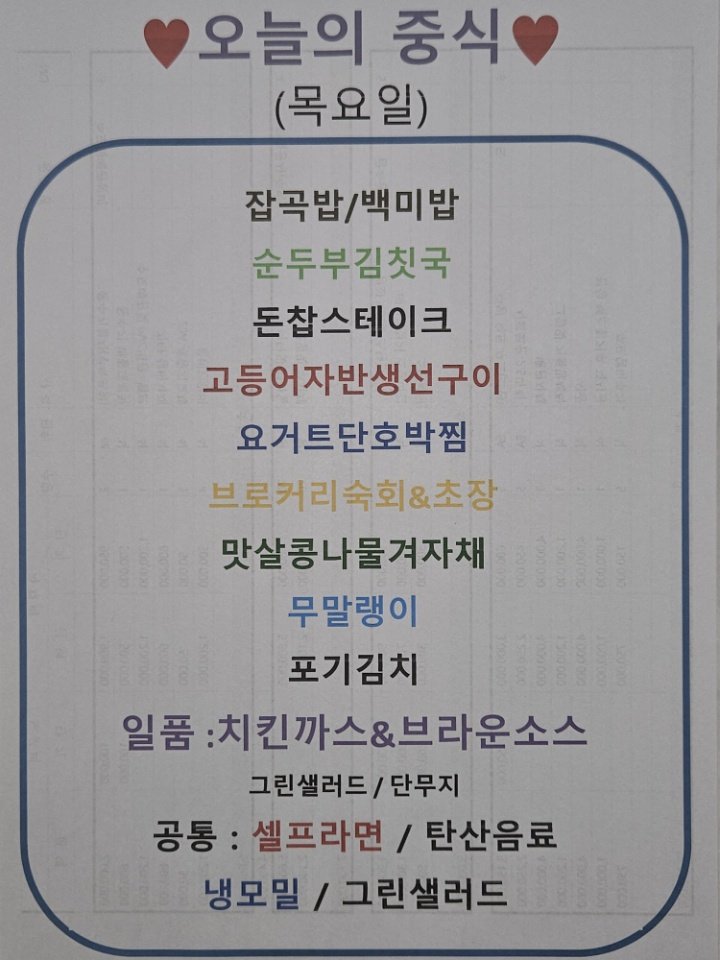 ♥오늘의 중식♥
(목요일)
잡곡밥/백미밥
순두부김칫국
돈찹스테이크
고등어자반생선구이
요거트단호박찜
브로커리숙회&초장
맛살콩나물겨자채
무말랭이
포기김치
일품 :치킨까스&브라운소스
그린샐러드 / 단무지
공통 : 셀프라면 / 탄산음료
냉모밀 / 그린샐러드